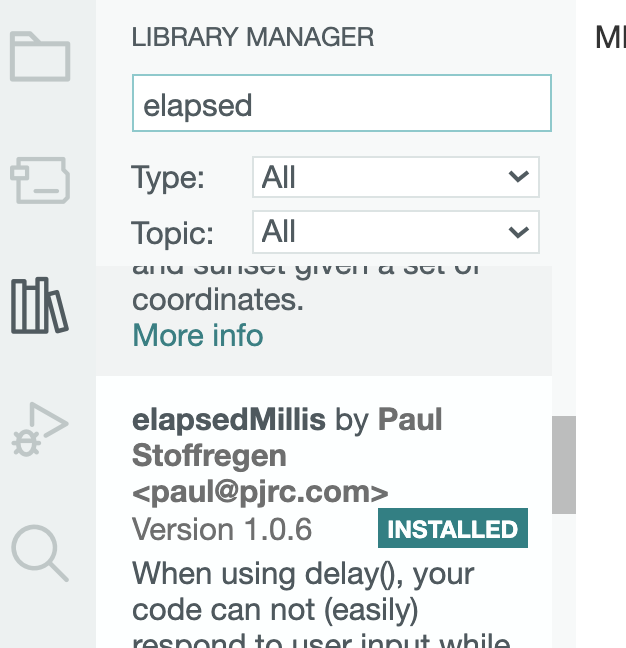 LIBRARY MANAGER
MI
elapsed
Type: All
Topic: All
and sunset given a set of
coordinates.
More info
elapsedMillis by Paul
Stoffregen
<paul@pjrc.com>
Version 1.0.6 INSTALLED
When using delay(), your
code can not (easily)
respond to user input while